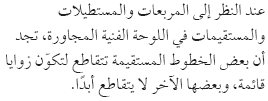 عند النظر إلى المربعات والمستطيلات
والمستقيمات في اللوحة الفنية المجاورة، تجد
أن بعض الخطوط المستقيمة تتقاطع لتكوّن زوايا
قائمة، وبعضها الآخر لا يتقاطع أبدًا.